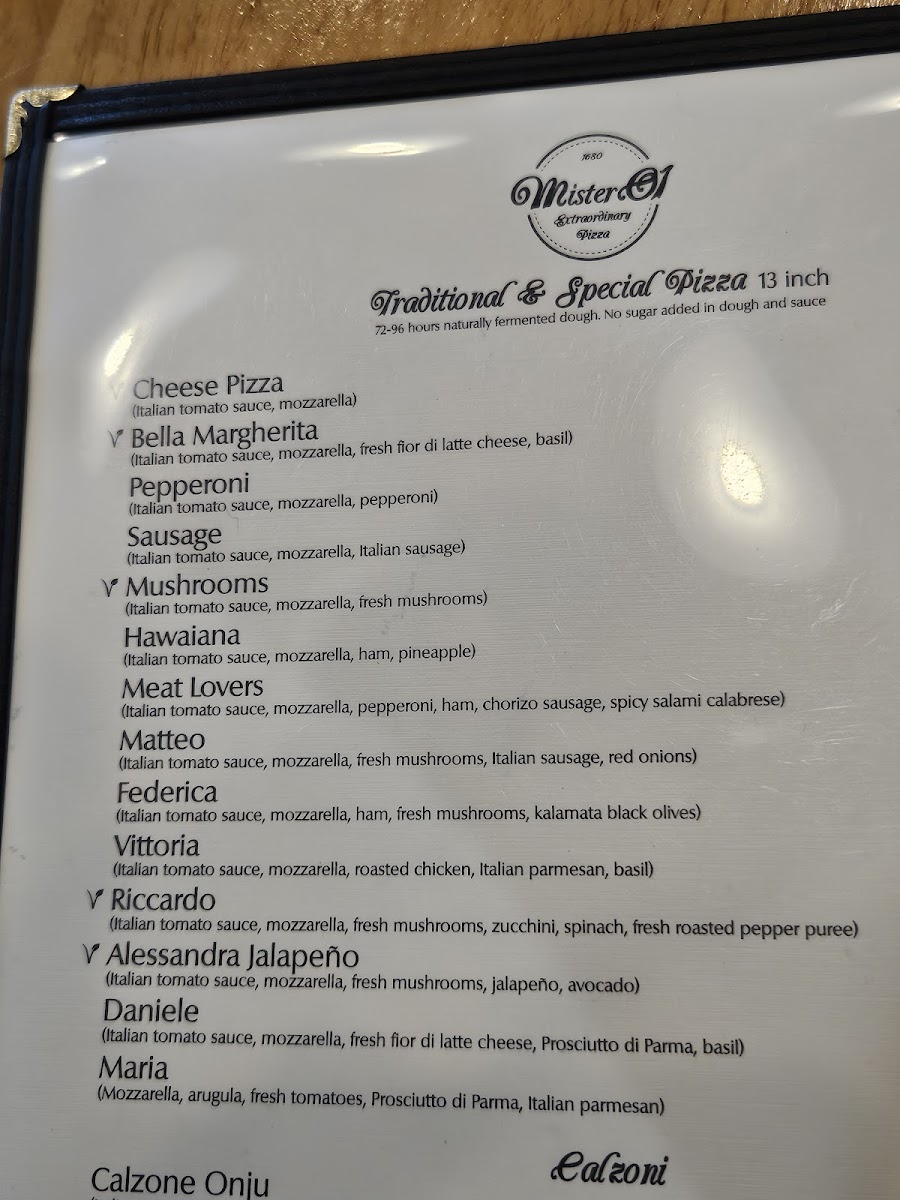 1680
Mister O1
Extraordinary
Pizza
Traditional & Special Pizza 13 inch
72-96 hours naturally fermented dough. No sugar added in dough and sauce
Cheese Pizza
(Italian tomato sauce, mozzarella)
Bella Margherita
(Italian tomato sauce, mozzarella, fresh fior di latte cheese, basil)
Pepperoni
(Italian tomato sauce, mozzarella, pepperoni)
Sausage
(Italian tomato sauce, mozzarella, Italian sausage)
Mushrooms
(Italian tomato sauce, mozzarella, fresh mushrooms)
Hawaiana
(Italian tomato sauce, mozzarella, ham, pineapple)
Meat Lovers
(Italian tomato sauce, mozzarella, pepperoni, ham, chorizo sausage, spicy salami calabrese)
Matteo
(Italian tomato sauce, mozzarella, fresh mushrooms, Italian sausage, red onions)
Federica
(Italian tomato sauce, mozzarella, ham, fresh mushrooms, kalamata black olives)
Vittoria
(Italian tomato sauce, mozzarella, roasted chicken, Italian parmesan, basil)
Riccardo
(Italian tomato sauce, mozzarella, fresh mushrooms, zucchini, spinach, fresh roasted pepper puree)
Alessandra Jalapeño
(Italian tomato sauce, mozzarella, fresh mushrooms, jalapeño, avocado)
Daniele
(Italian tomato sauce, mozzarella, fresh fior di latte cheese, Prosciutto di Parma, basil)
Maria
(Mozzarella, arugula, fresh tomatoes, Prosciutto di Parma, Italian parmesan)
Calzoni
Calzone Onju